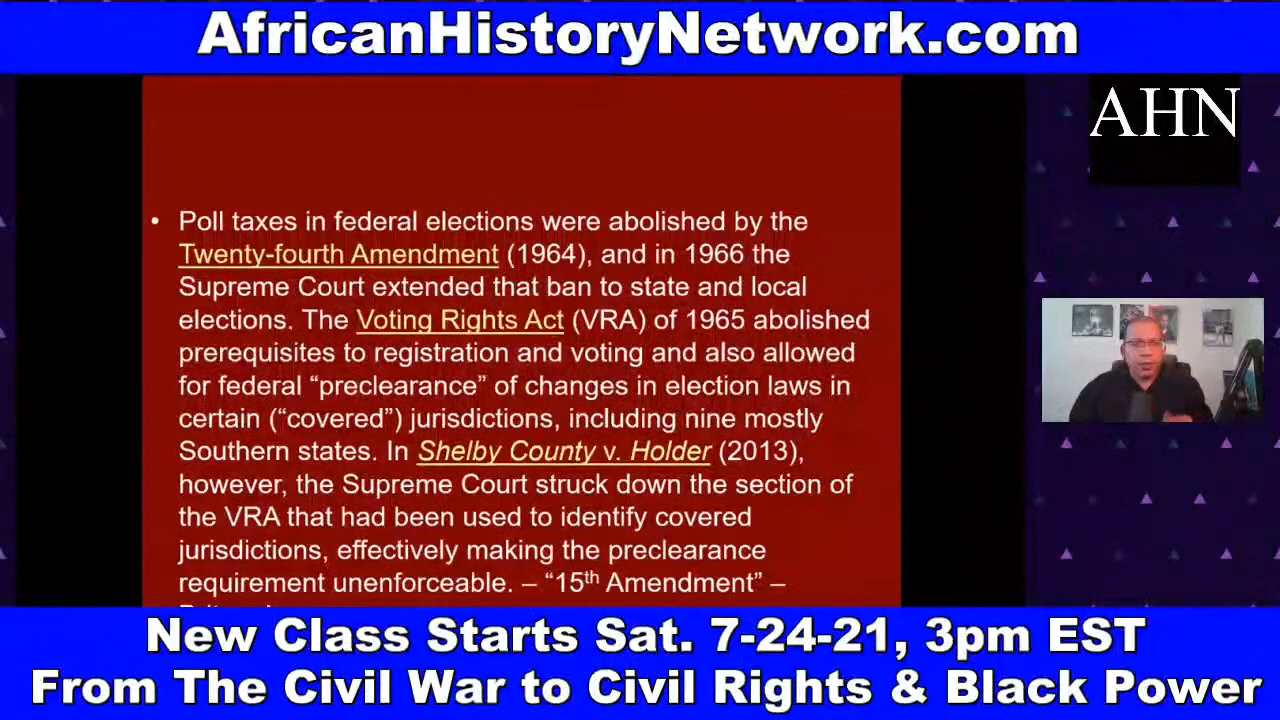 AfricanHistoryNetwork.com
AHN
• Poll taxes in federal elections were abolished by the
Twenty-fourth Amendment (1964), and in 1966 the
Supreme Court extended that ban to state and local
elections. The Voting Rights Act (VRA) of 1965 abolished
prerequisites to registration and voting and also allowed
for federal “preclearance” of changes in election laws in
certain (“covered”) jurisdictions, including nine mostly
Southern states. In Shelby County v. Holder (2013),
however, the Supreme Court struck down the section of
the VRA that had been used to identify covered
jurisdictions, effectively making the preclearance
requirement unenforceable. – “15th Amendment” –
New Class Starts Sat. 7-24-21, 3pm EST
From The Civil War to Civil Rights & Black Power